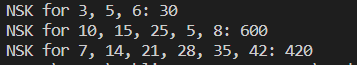 NSK for 3, 5, 6: 30
NSK for 10, 15, 25, 5, 8: 600
NSK for 7, 14, 21, 28, 35, 42: 420